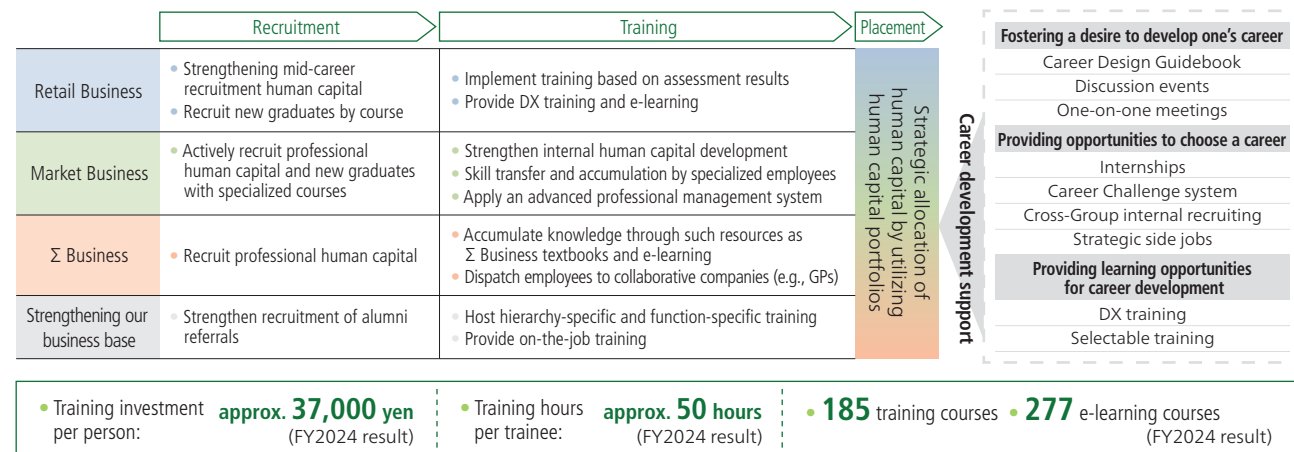 Recruitment
Training
Placement
Retail Business
• Strengthening mid-career
recruitment human capital
• Recruit new graduates by course
• Implement training based on assessment results
• Provide DX training and e-learning
Market Business
• Actively recruit professional
human capital and new graduates
with specialized courses
• Strengthen internal human capital development
• Skill transfer and accumulation by specialized employees
• Apply an advanced professional management system
Σ Business
• Recruit professional human capital
• Accumulate knowledge through such resources as
Σ Business textbooks and e-learning
• Dispatch employees to collaborative companies (e.g., GPs)
Strengthening our
business base
• Strengthen recruitment of alumni
referrals
• Host hierarchy-specific and function-specific training
• Provide on-the-job training
Strategic allocation of
human capital by utilizing
human capital portfolios
Career development support
Fostering a desire to develop one’s career
Career Design Guidebook
Discussion events
One-on-one meetings
Providing opportunities to choose a career
Internships
Career Challenge system
Cross-Group internal recruiting
Strategic side jobs
Providing learning opportunities
for career development
DX training
Selectable training
• Training investment
per person:
approx. 37,000 yen
(FY2024 result)
• Training hours
per trainee:
approx. 50 hours
(FY2024 result)
• 185 training courses • 277 e-learning courses
(FY2024 result)